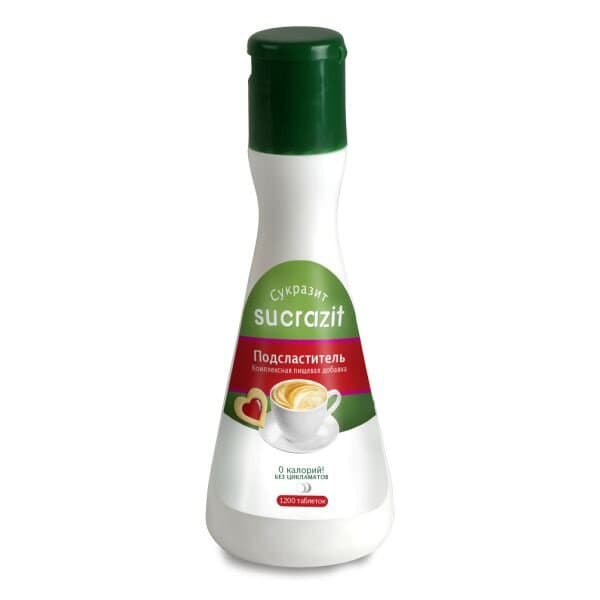 Сукразит
sucrazit
Подсластитель
Комплексная пищевая добавка
0 калорий!
БЕЗ ЦИКЛАМАТОВ
1200 таблеток